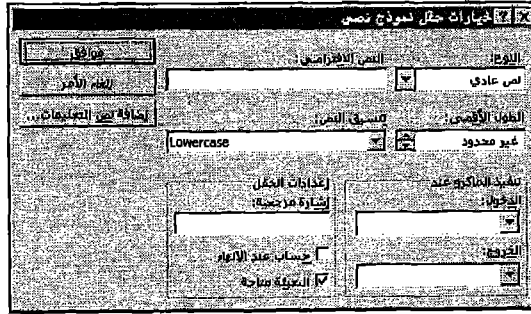 خيارات حقل نموذج نصي
النوع:
نص عادي
النص الافتراضي:
موافق
إلغاء الأمر
إضافة نص التعليمات...
الطول الأقصى:
غير محدود
تنسيق النص:
Lowercase
تنفيذ الماكرو عند
الدخول:
الخروج:
إعدادات الحقل
إشارة مرجعية:
حساب عند الإنهاء
التعبئة متاحة